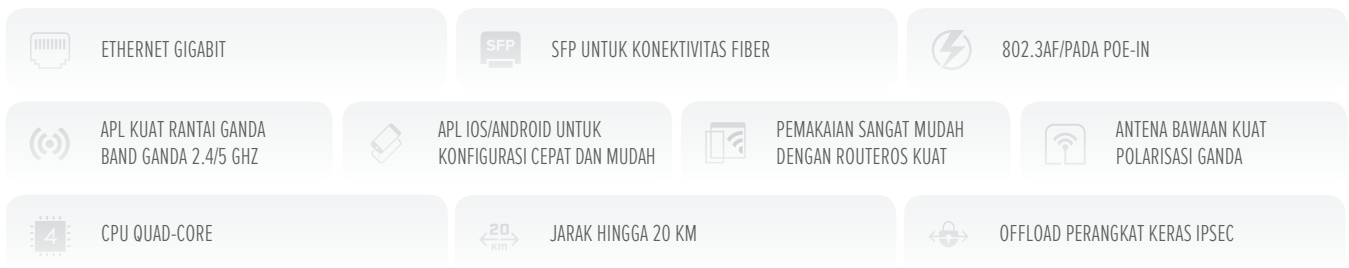 ETHERNET GIGABIT
SFP
SFP UNTUK KONEKTIVITAS FIBER
802.3AF/PADA POE-IN
APL KUAT RANTAI GANDA
BAND GANDA 2.4/5 GHZ
APL IOS/ANDROID UNTUK
KONFIGURASI CEPAT DAN MUDAH
PEMAKAIAN SANGAT MUDAH
DENGAN ROUTEROS KUAT
ANTENA BAWAAN KUAT
POLARISASI GANDA
4
CPU QUAD-CORE
20
KM
JARAK HINGGA 20 KM
OFFLOAD PERANGKAT KERAS IPSEC